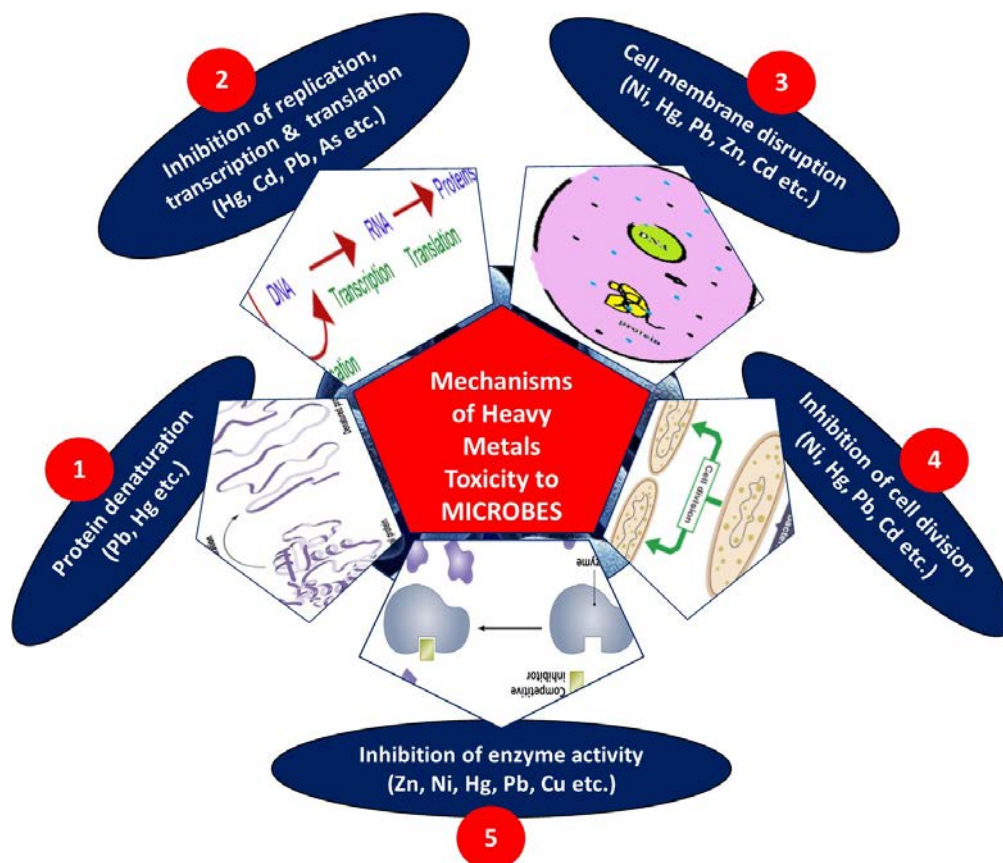 2
Inhibition of replication,
transcription & translation
(Hg, Cd, Pb, As etc.)
3
Cell membrane disruption
(Ni, Hg, Pb, Zn, Cd etc.)
DNA
RNA
Proteins
Transcription
Translation
DNA
protein
1
Protein denaturation
(Pb, Hg etc.)
Mechanisms
of Heavy
Metals
Toxicity to
MICROBES
Cell division
4
Inhibition of cell division
(Ni, Hg, Pb, Cd etc.)
Competitive
inhibitor
Inhibition of enzyme activity
(Zn, Ni, Hg, Pb, Cu etc.)
5